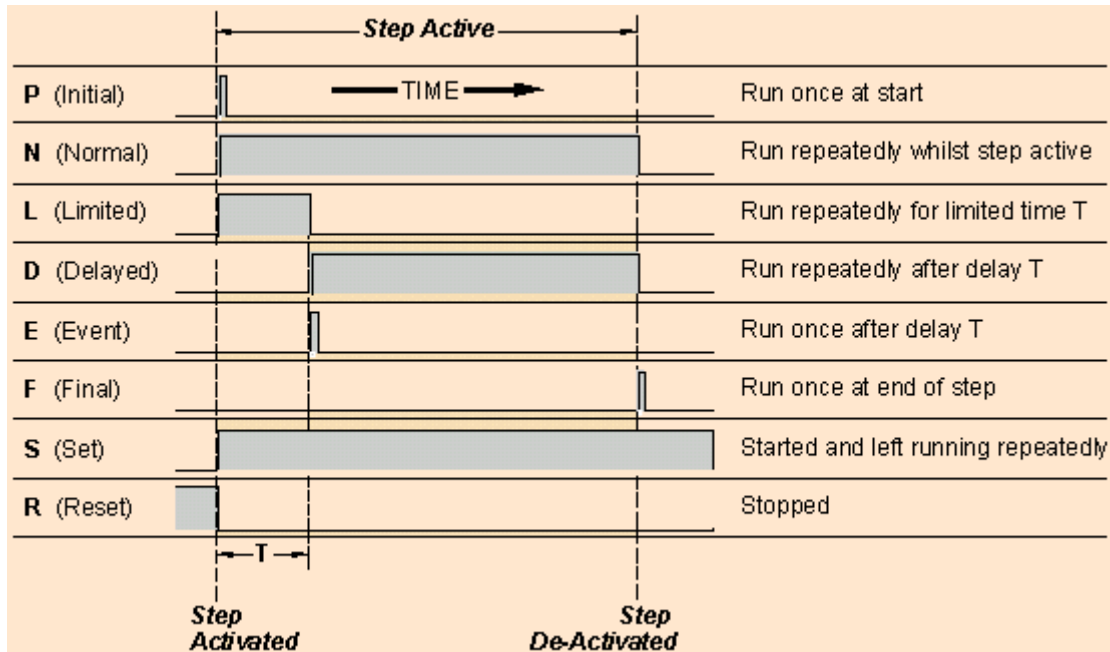 Step Active
P (Initial) TIME Run once at start
N (Normal) Run repeatedly whilst step active
L (Limited) Run repeatedly for limited time T
D (Delayed) Run repeatedly after delay T
E (Event) Run once after delay T
F (Final) Run once at end of step
S (Set) Started and left running repeatedly
R (Reset) Stopped
T
Step Activated
Step De-Activated